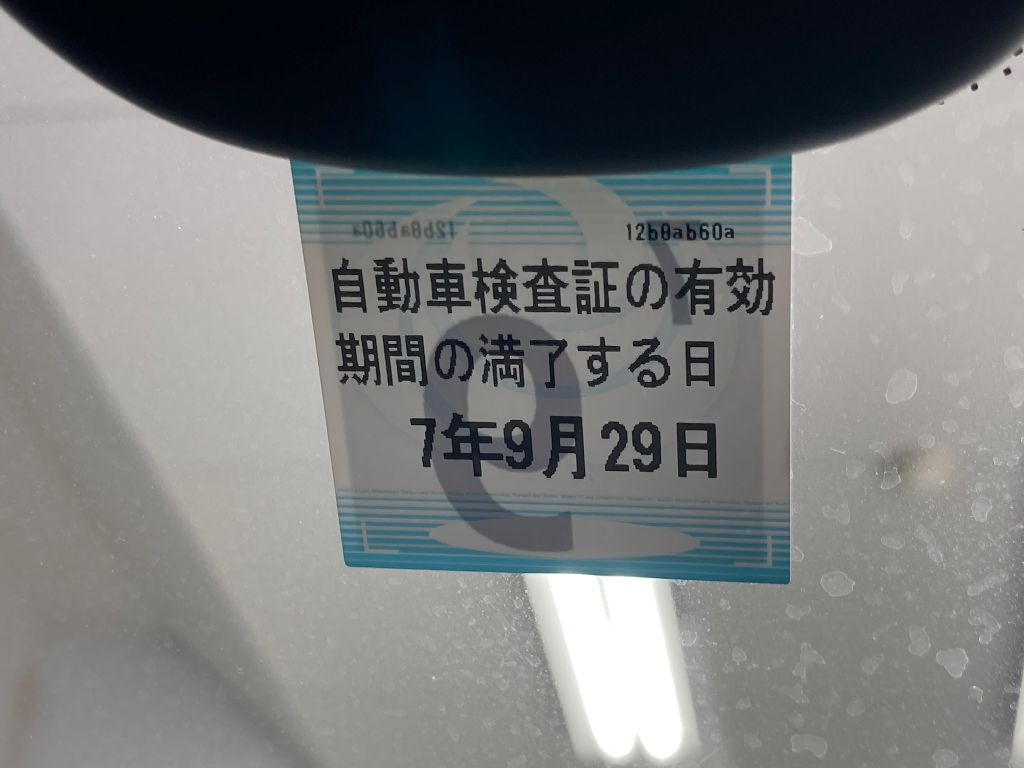 12b0ab60a
自動車検査証の有効
期間の満了する日
7年9月29日